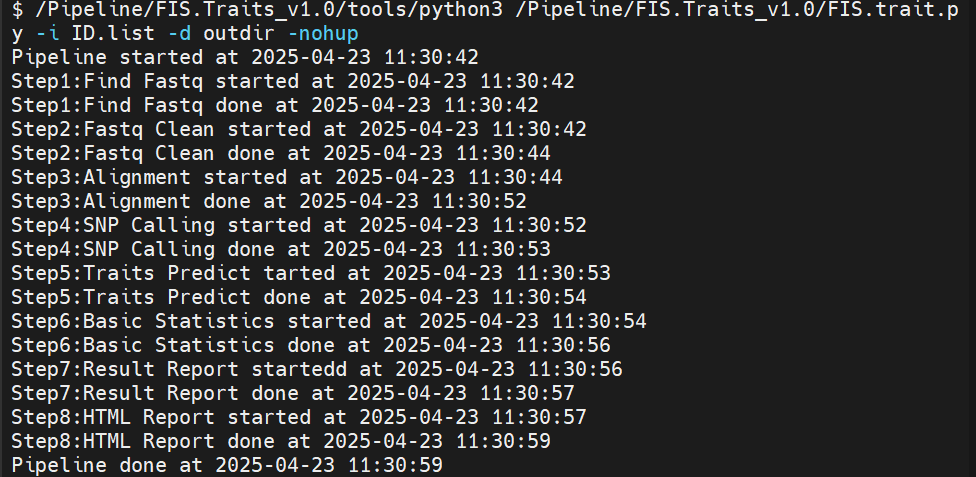 $ /Pipeline/FIS.Traits_v1.0/tools/python3 /Pipeline/FIS.Traits_v1.0/FIS.trait.p
y -i ID.list -d outdir -nohup
Pipeline started at 2025-04-23 11:30:42
Step1:Find Fastq started at 2025-04-23 11:30:42
Step1:Find Fastq done at 2025-04-23 11:30:42
Step2:Fastq Clean started at 2025-04-23 11:30:42
Step2:Fastq Clean done at 2025-04-23 11:30:44
Step3:Alignment started at 2025-04-23 11:30:44
Step3:Alignment done at 2025-04-23 11:30:52
Step4:SNP Calling started at 2025-04-23 11:30:52
Step4:SNP Calling done at 2025-04-23 11:30:53
Step5:Traits Predict tarted at 2025-04-23 11:30:53
Step5:Traits Predict done at 2025-04-23 11:30:54
Step6:Basic Statistics started at 2025-04-23 11:30:54
Step6:Basic Statistics done at 2025-04-23 11:30:56
Step7:Result Report startedd at 2025-04-23 11:30:56
Step7:Result Report done at 2025-04-23 11:30:57
Step8:HTML Report started at 2025-04-23 11:30:57
Step8:HTML Report done at 2025-04-23 11:30:59
Pipeline done at 2025-04-23 11:30:59